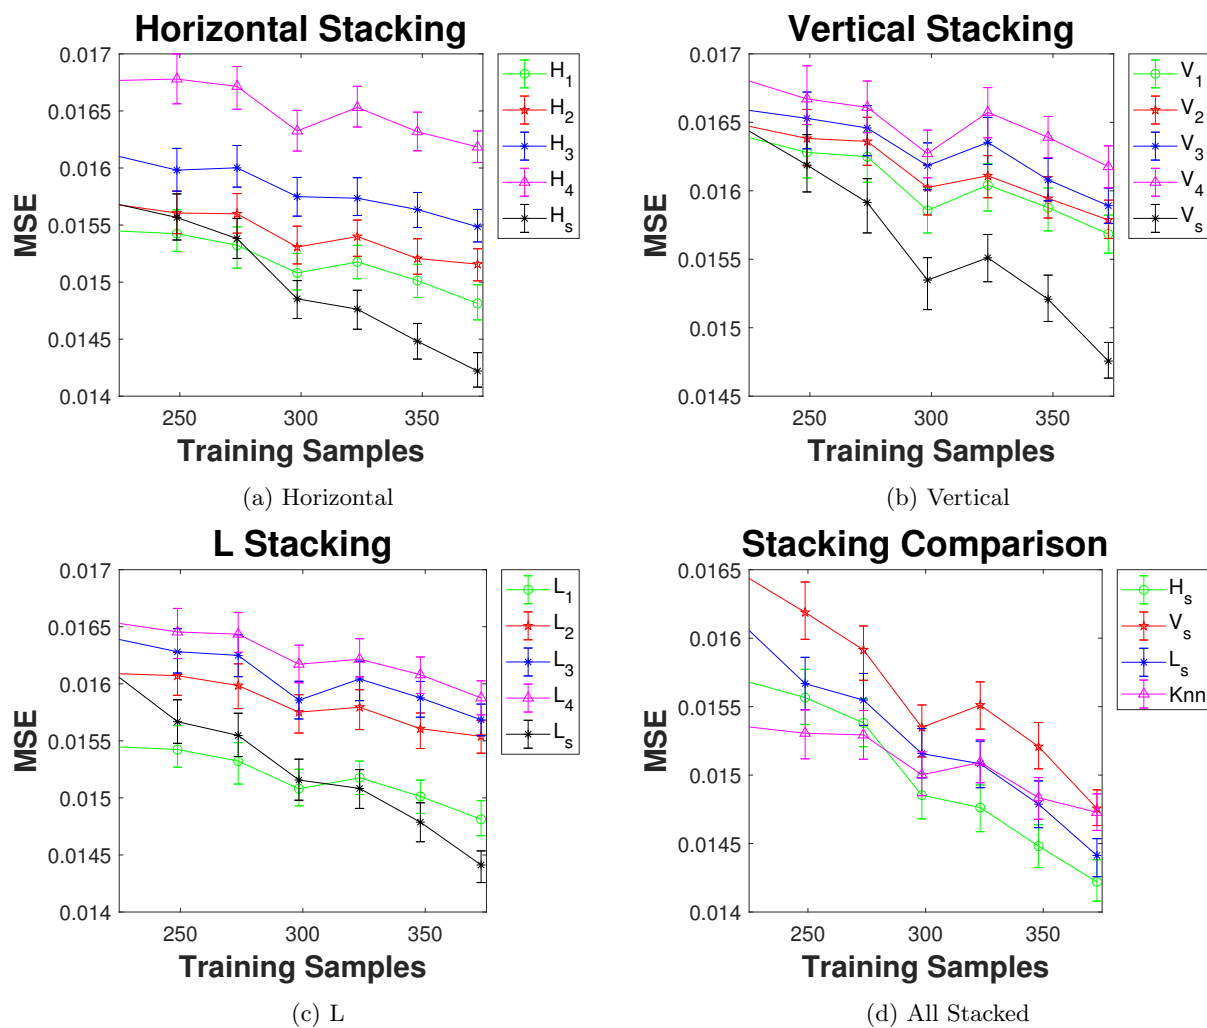 Horizontal Stacking
MSE
0.017
0.0165
0.016
0.0155
0.015
0.0145
0.014
250 300 350
Training Samples
H1
H2
H3
H4
Hs
(a) Horizontal
Vertical Stacking
MSE
0.017
0.0165
0.016
0.0155
0.015
0.0145
250 300 350
Training Samples
V1
V2
V3
V4
Vs
(b) Vertical
L Stacking
MSE
0.017
0.0165
0.016
0.0155
0.015
0.0145
0.014
250 300 350
Training Samples
L1
L2
L3
L4
Ls
(c) L
Stacking Comparison
MSE
0.0165
0.016
0.0155
0.015
0.0145
0.014
250 300 350
Training Samples
Hs
Vs
Ls
Knn
(d) All Stacked